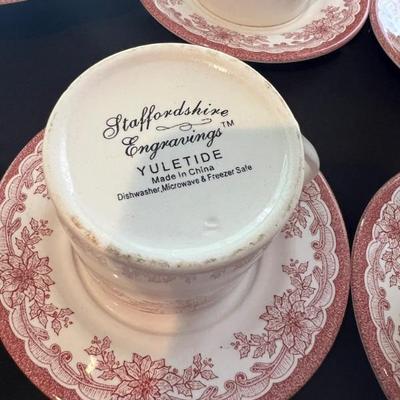 Staffordshire
Engravings™
YULETIDE
Made In China
Dishwasher, Microwave & Freezer Safe